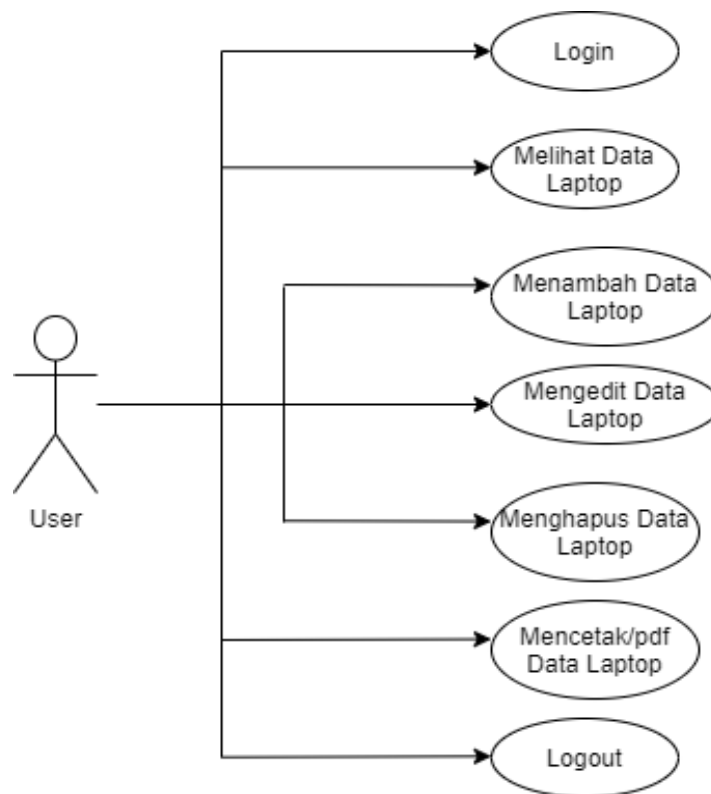 Login
Melihat Data
Laptop
Menambah Data
Laptop
Mengedit Data
Laptop
User
Menghapus Data
Laptop
Mencetak/pdf
Data Laptop
Logout